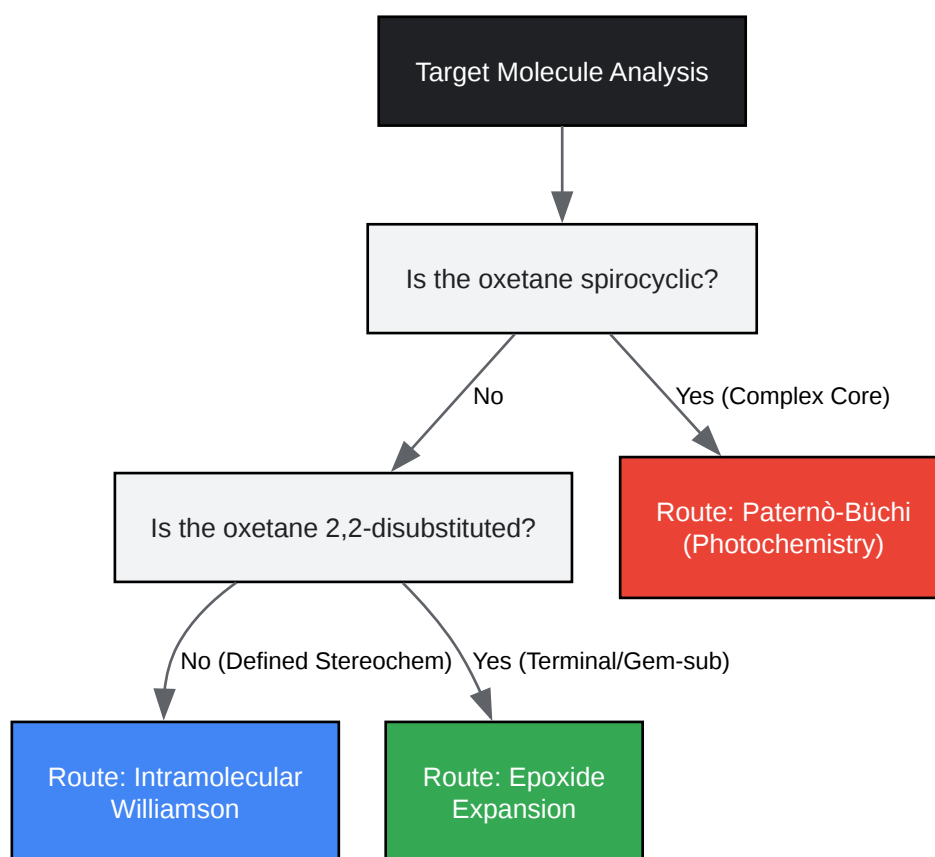 Target Molecule Analysis
Is the oxetane spirocyclic?
No
Yes (Complex Core)
Is the oxetane 2,2-disubstituted?
Route: Paternò-Büchi
(Photochemistry)
No (Defined Stereochem)
Yes (Terminal/Gem-sub)
Route: Intramolecular
Williamson
Route: Epoxide
Expansion